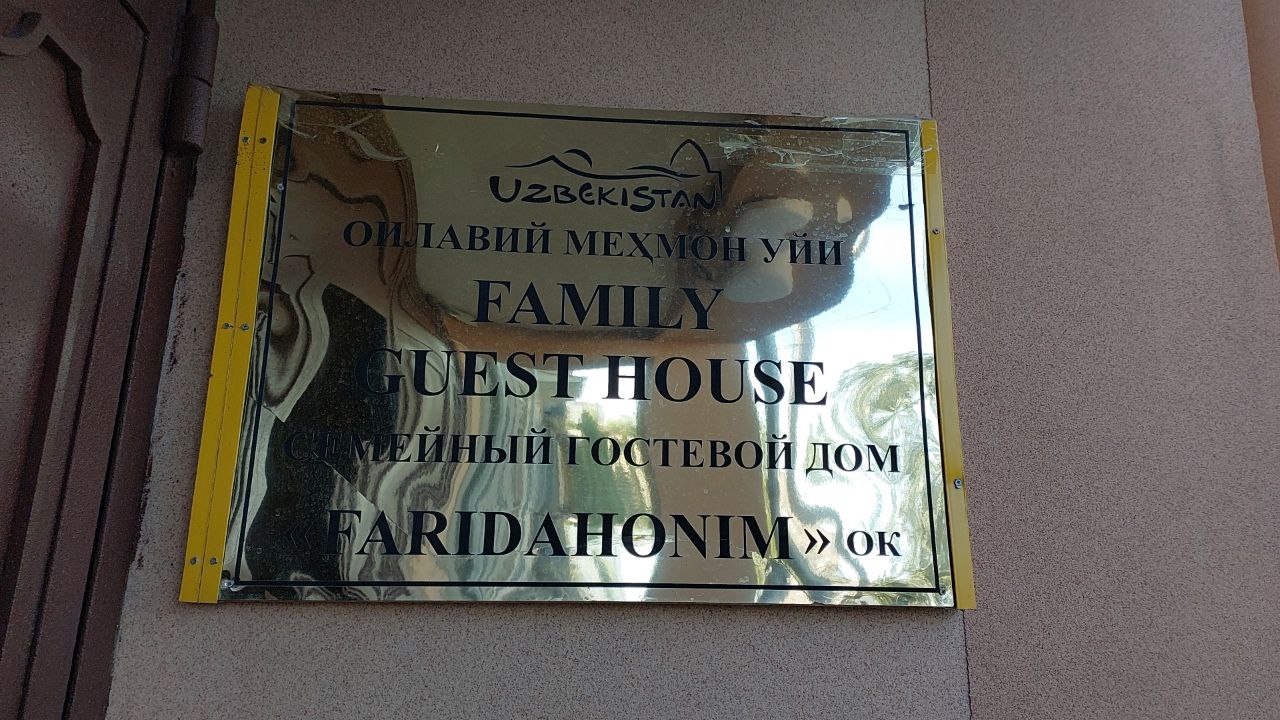 UZBEKISTAN
ОИЛАВИЙ МЕҲМОН УЙИ
FAMILY
GUEST HOUSE
СЕМЕЙНЫЙ ГОСТЕВОЙ ДОМ
«FARIDAHONIM» ОК